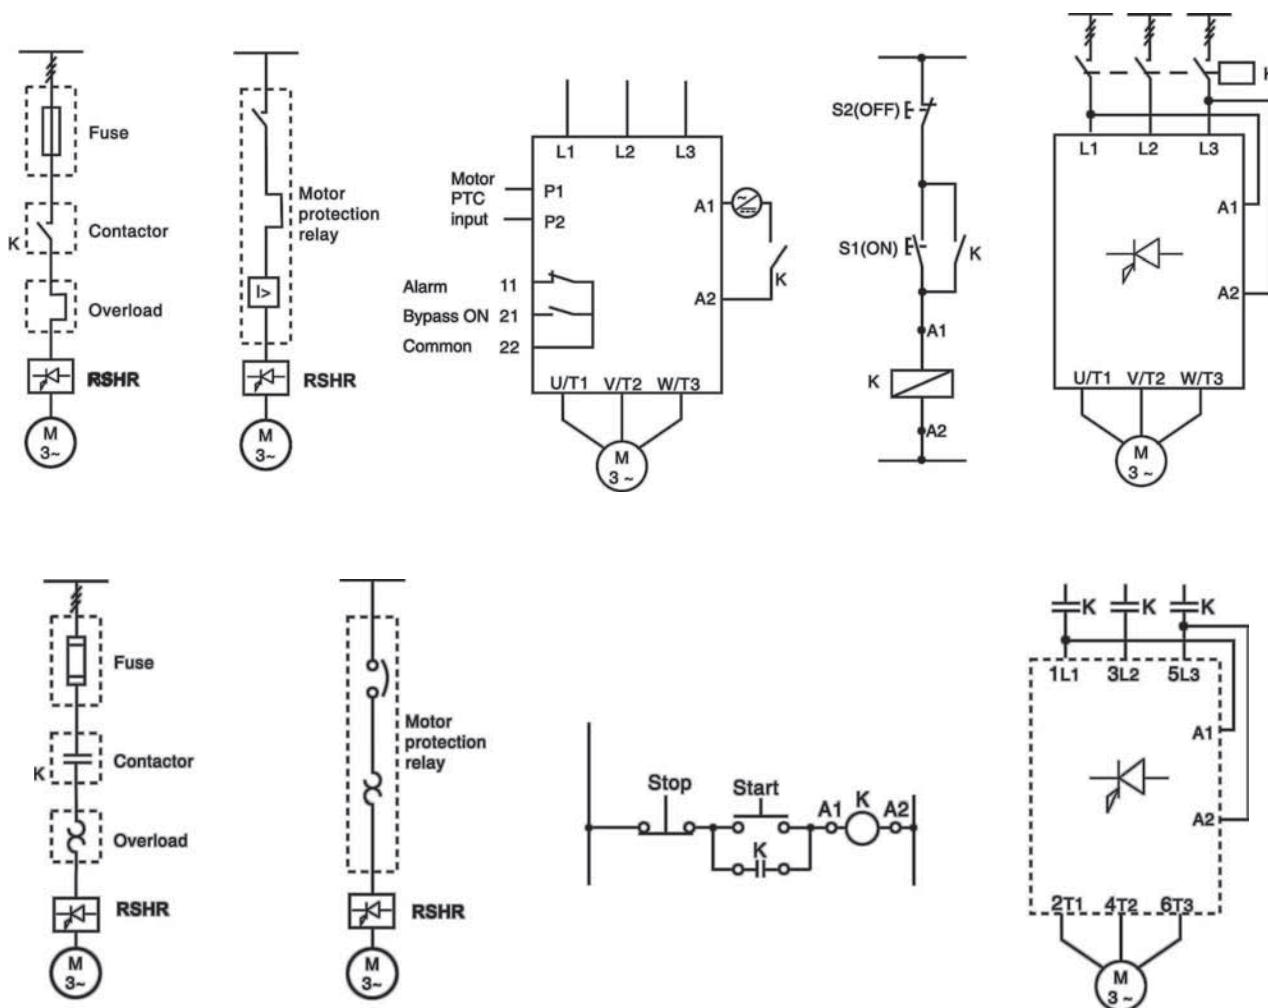 Fuse
K
Contactor
Overload
RSHR
M
3~
Motor
protection
relay
I>
RSHR
M
3~
L1 L2 L3
Motor
PTC
input
P1
P2
A1
~
K
A2
Alarm 11
Bypass ON 21
Common 22
U/T1 V/T2 W/T3
M
3 ~
S2(OFF)
S1(ON)
K
A1
K
A2
K
L1 L2 L3
A1
A2
U/T1 V/T2 W/T3
M
3 ~
Fuse
K
Contactor
Overload
RSHR
M
3~
Motor
protection
relay
RSHR
M
3~
Stop
Start
A1 K A2
K
K K K
1L1 3L2 5L3
A1
A2
2T1 4T2 6T3
M
3 ~